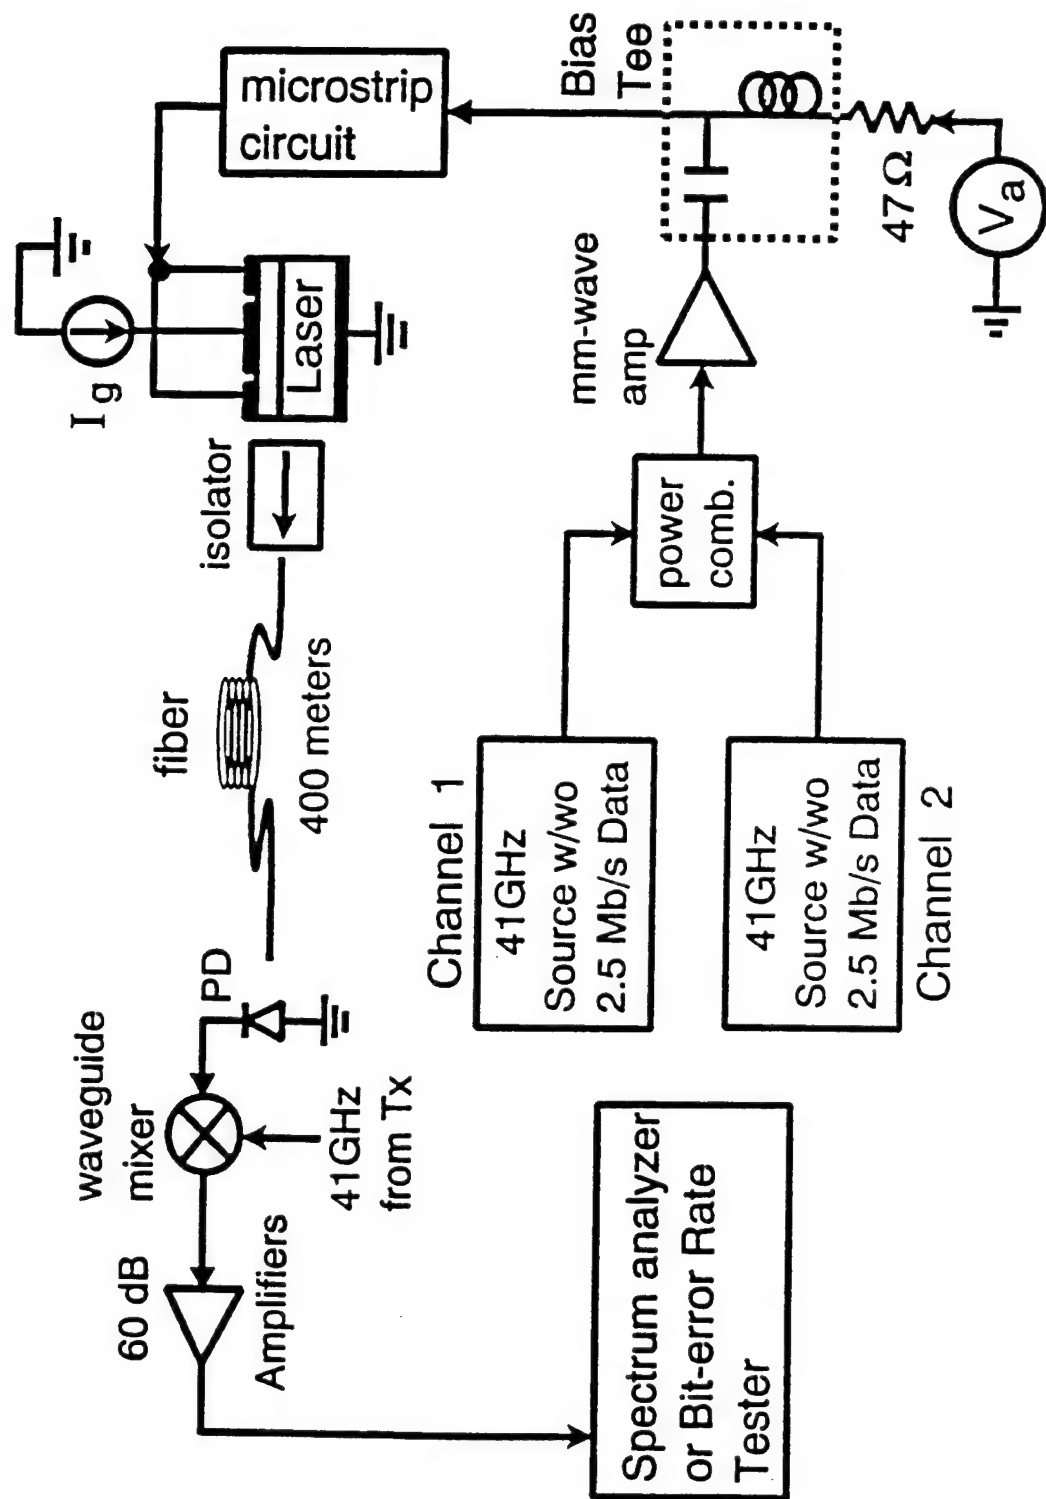 60 dB
Amplifiers
waveguide
mixer
41GHz
from Tx
PD
fiber
400 meters
isolator
I g
Laser
microstrip
circuit
Bias
Tee
47 Ω
Va
mm-wave
amp
power
comb.
Channel 1
41GHz
Source w/wo
2.5 Mb/s Data
41GHz
Source w/wo
2.5 Mb/s Data
Channel 2
Spectrum analyzer
or Bit-error Rate
Tester